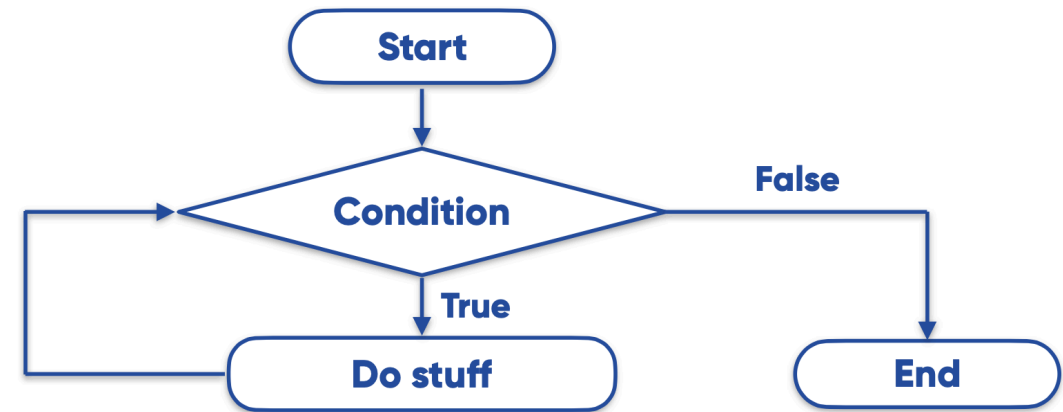 Start
False
Condition
True
Do stuff
End